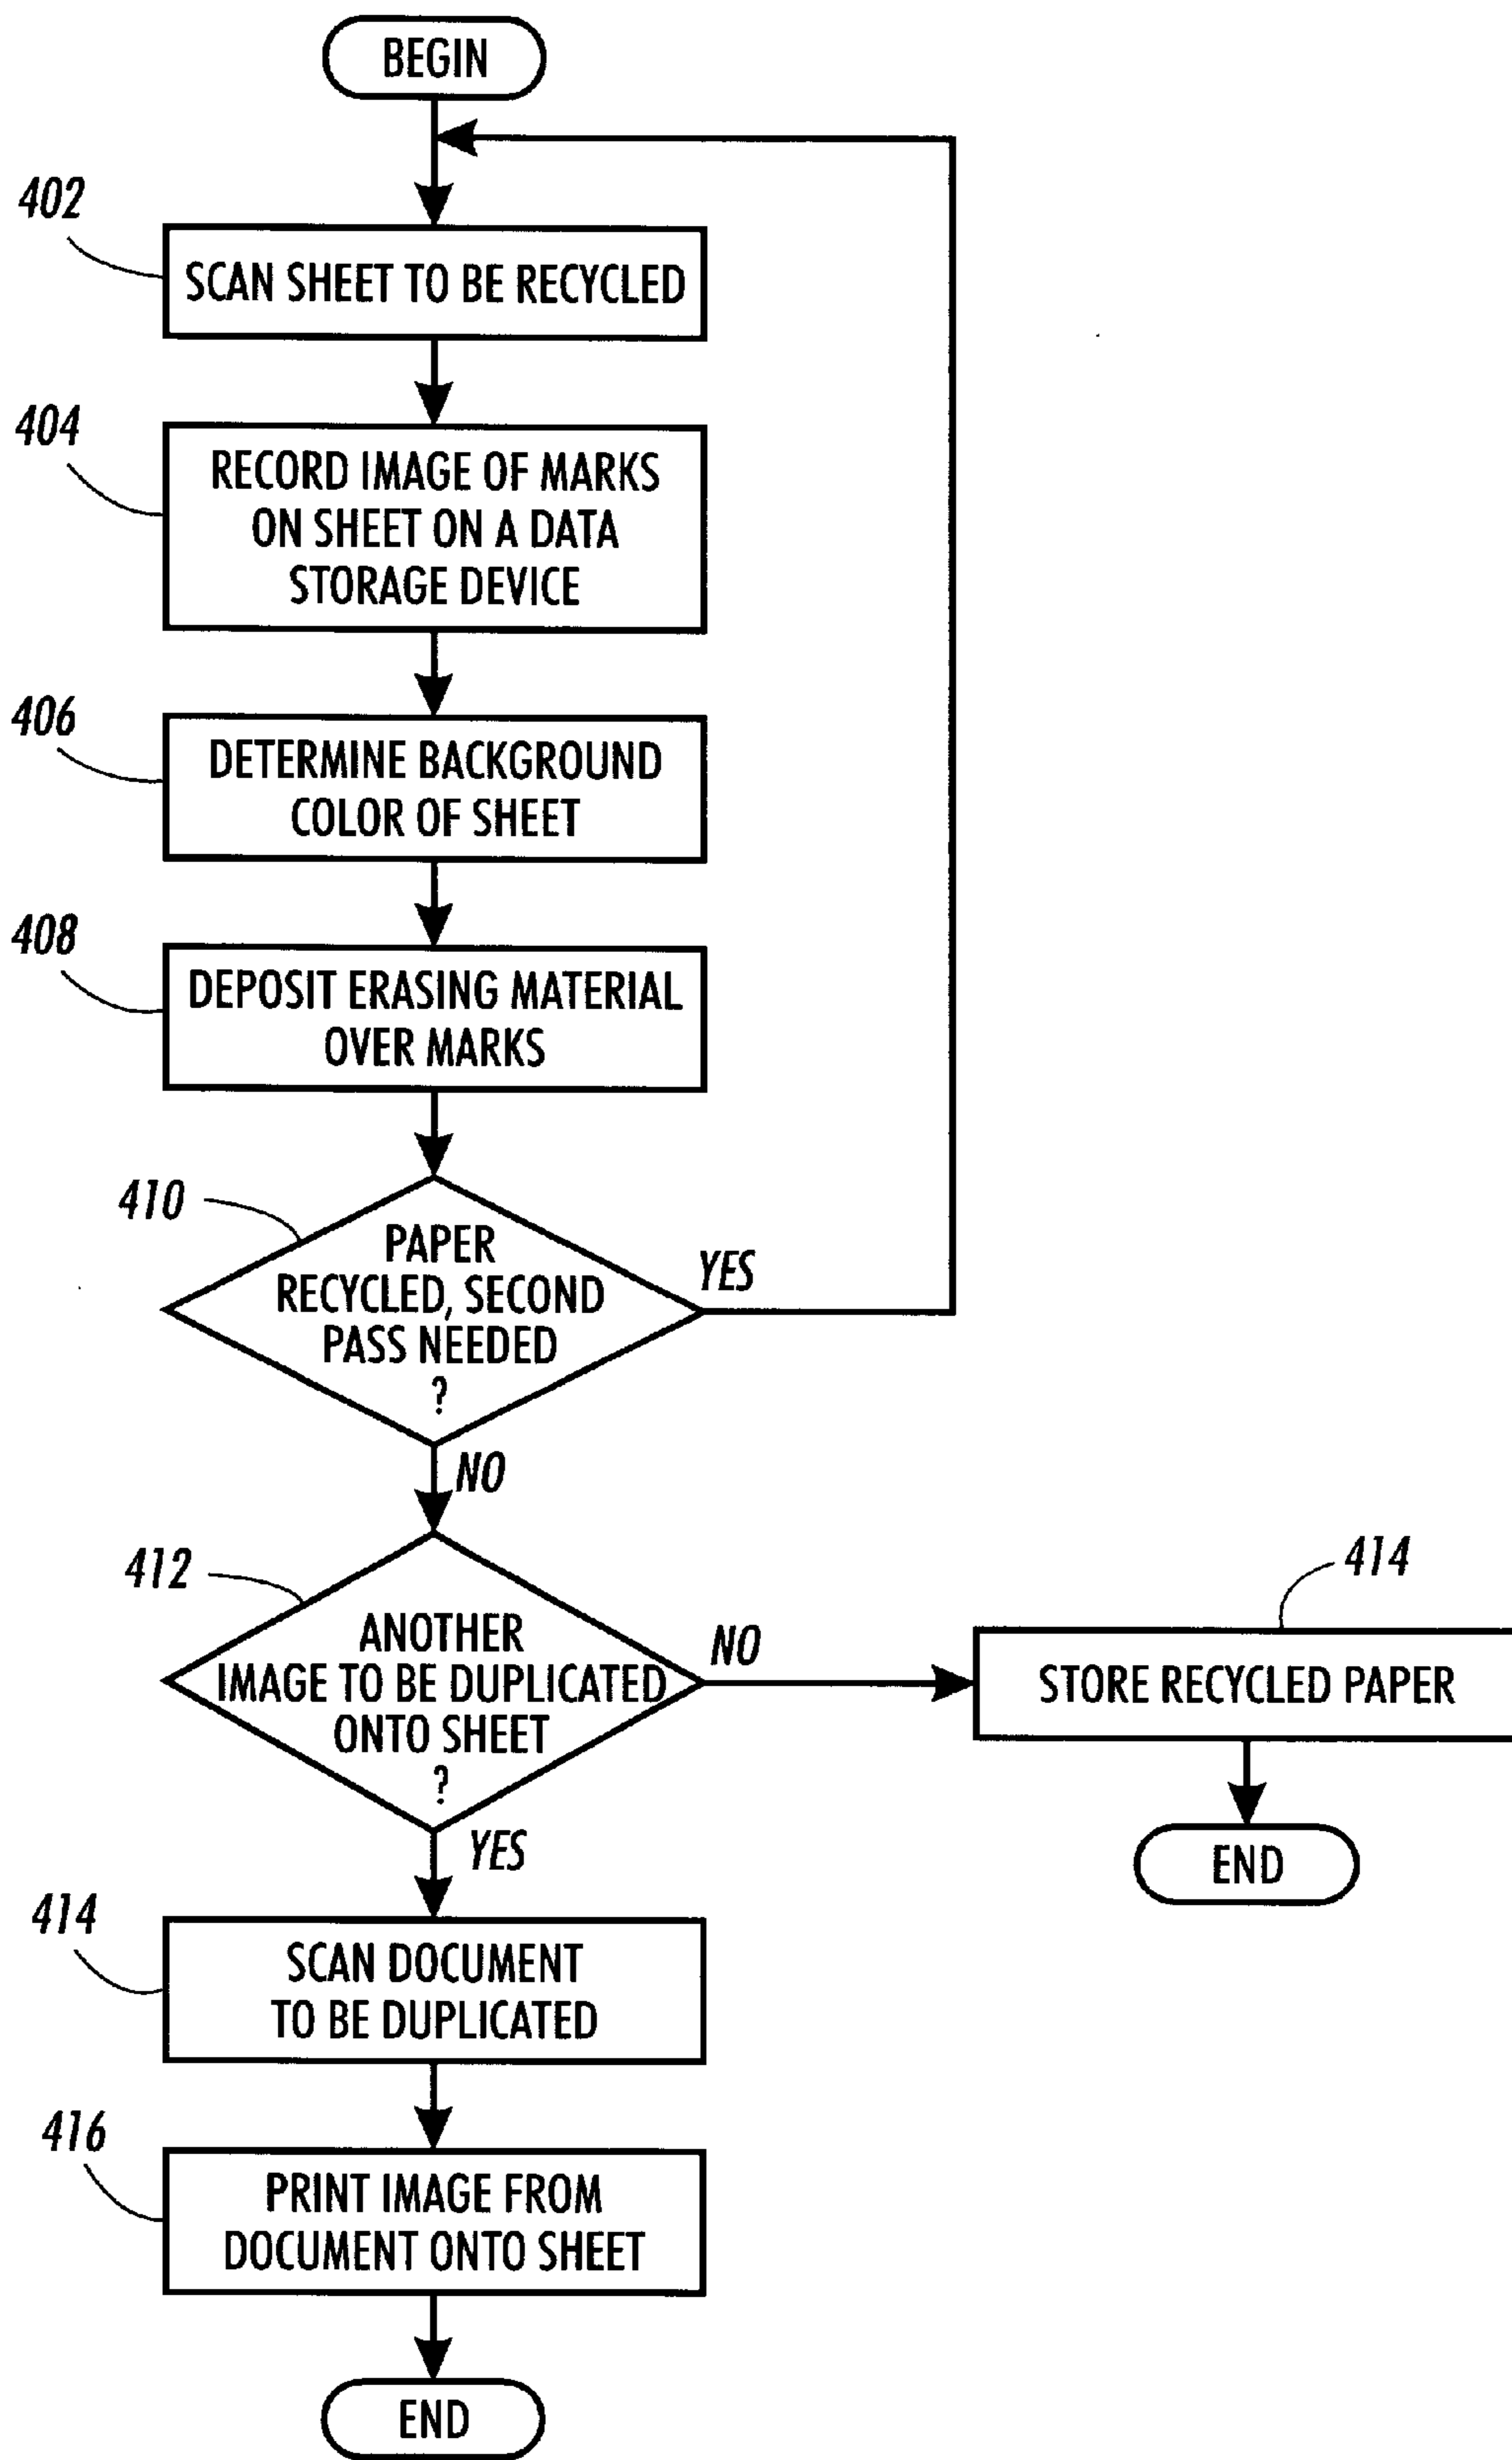 BEGIN
402
SCAN SHEET TO BE RECYCLED
404
RECORD IMAGE OF MARKS
ON SHEET ON A DATA
STORAGE DEVICE
406
DETERMINE BACKGROUND
COLOR OF SHEET
408
DEPOSIT ERASING MATERIAL
OVER MARKS
410
PAPER
RECYCLED, SECOND
PASS NEEDED
?
YES
NO
412
ANOTHER
IMAGE TO BE DUPLICATED
ONTO SHEET
?
NO
414
STORE RECYCLED PAPER
END
YES
414
SCAN DOCUMENT
TO BE DUPLICATED
416
PRINT IMAGE FROM
DOCUMENT ONTO SHEET
END